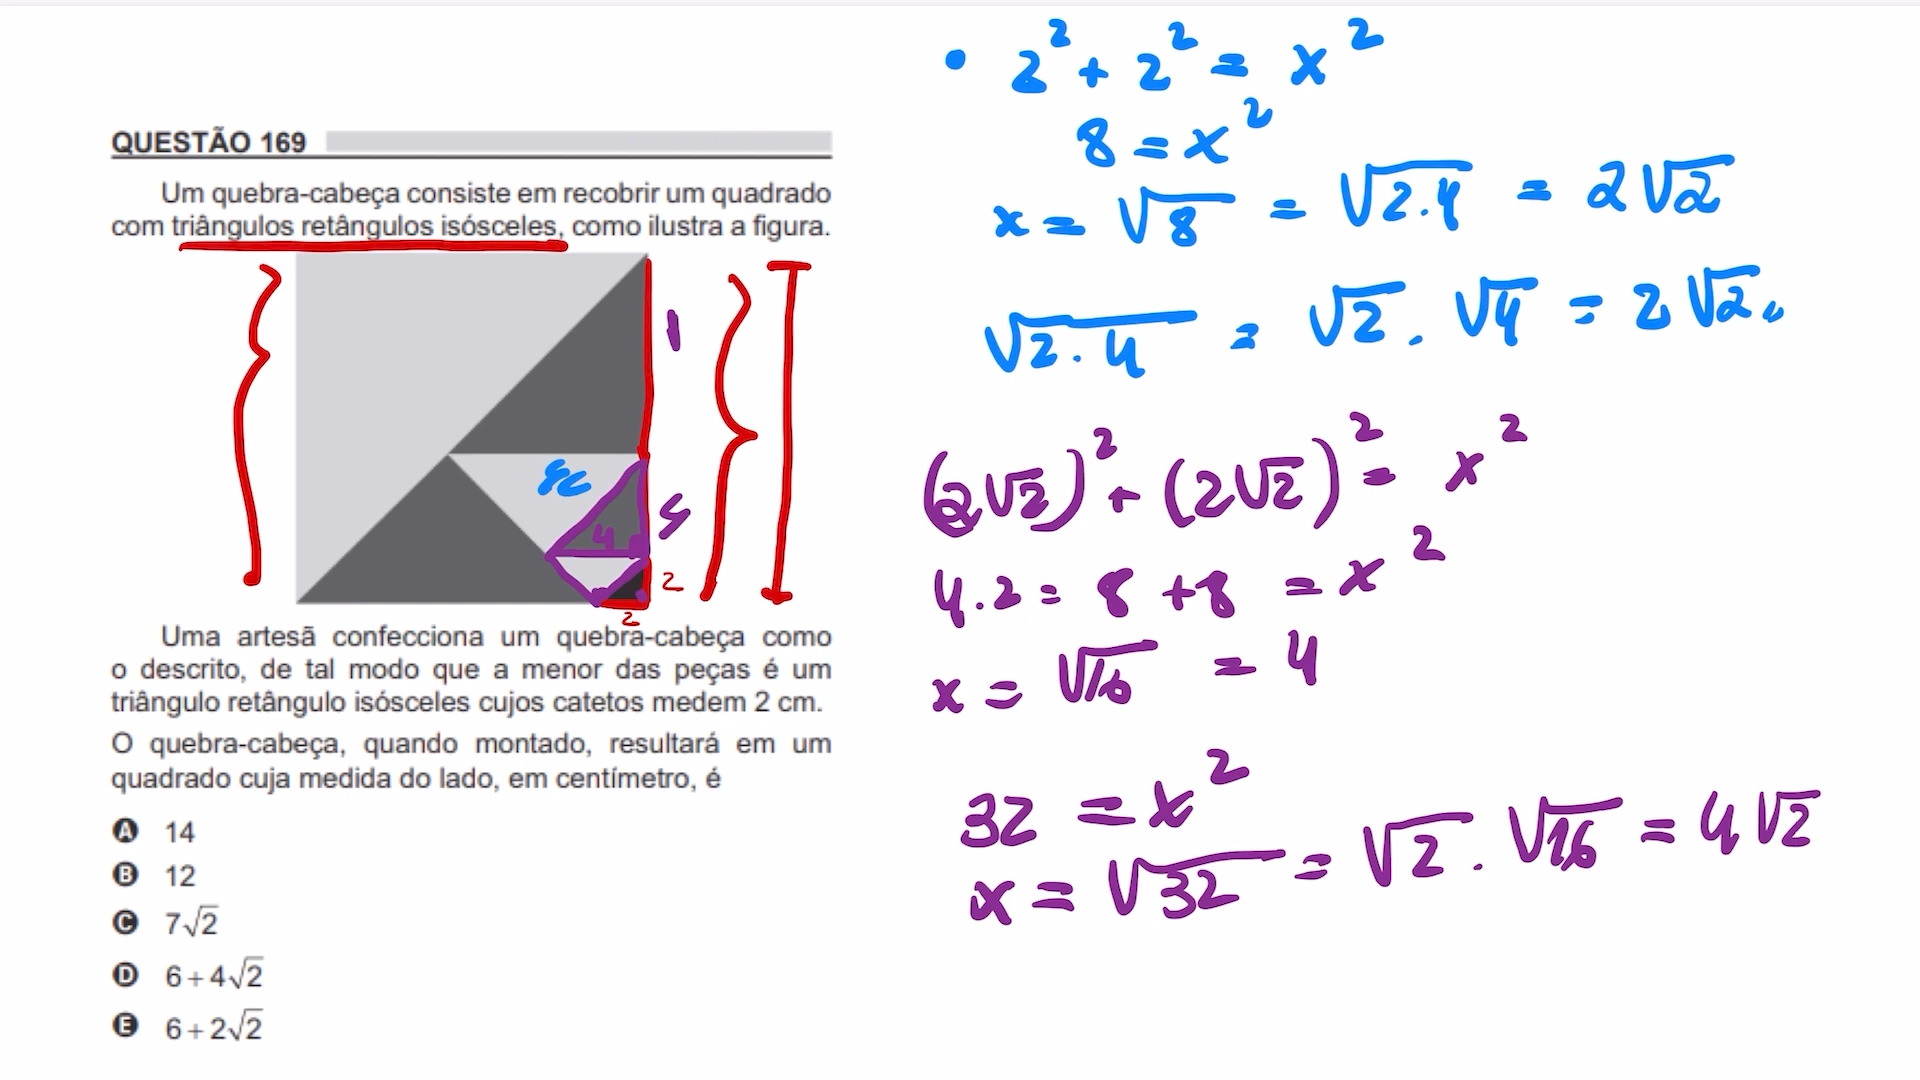 QUESTÃO 169
Um quebra-cabeça consiste em recobrir um quadrado
com triângulos retângulos isósceles, como ilustra a figura.
4
2
2
Uma artesã confecciona um quebra-cabeça como
o descrito, de tal modo que a menor das peças é um
triângulo retângulo isósceles cujos catetos medem 2 cm.
O quebra-cabeça, quando montado, resultará em um
quadrado cuja medida do lado, em centímetro, é
A 14
B 12
C 7√2
D 6+4√2
E 6+2√2
• 2² + 2² = x²
8 = x²
x = √8 = √2.4 = 2√2
√2.4 = √2 . √4 = 2√2
(2√2)² + (2√2)² = x²
4.2 = 8 + 8 = x²
x = √16 = 4
32 = x²
x = √32 = √2 . √16 = 4√2